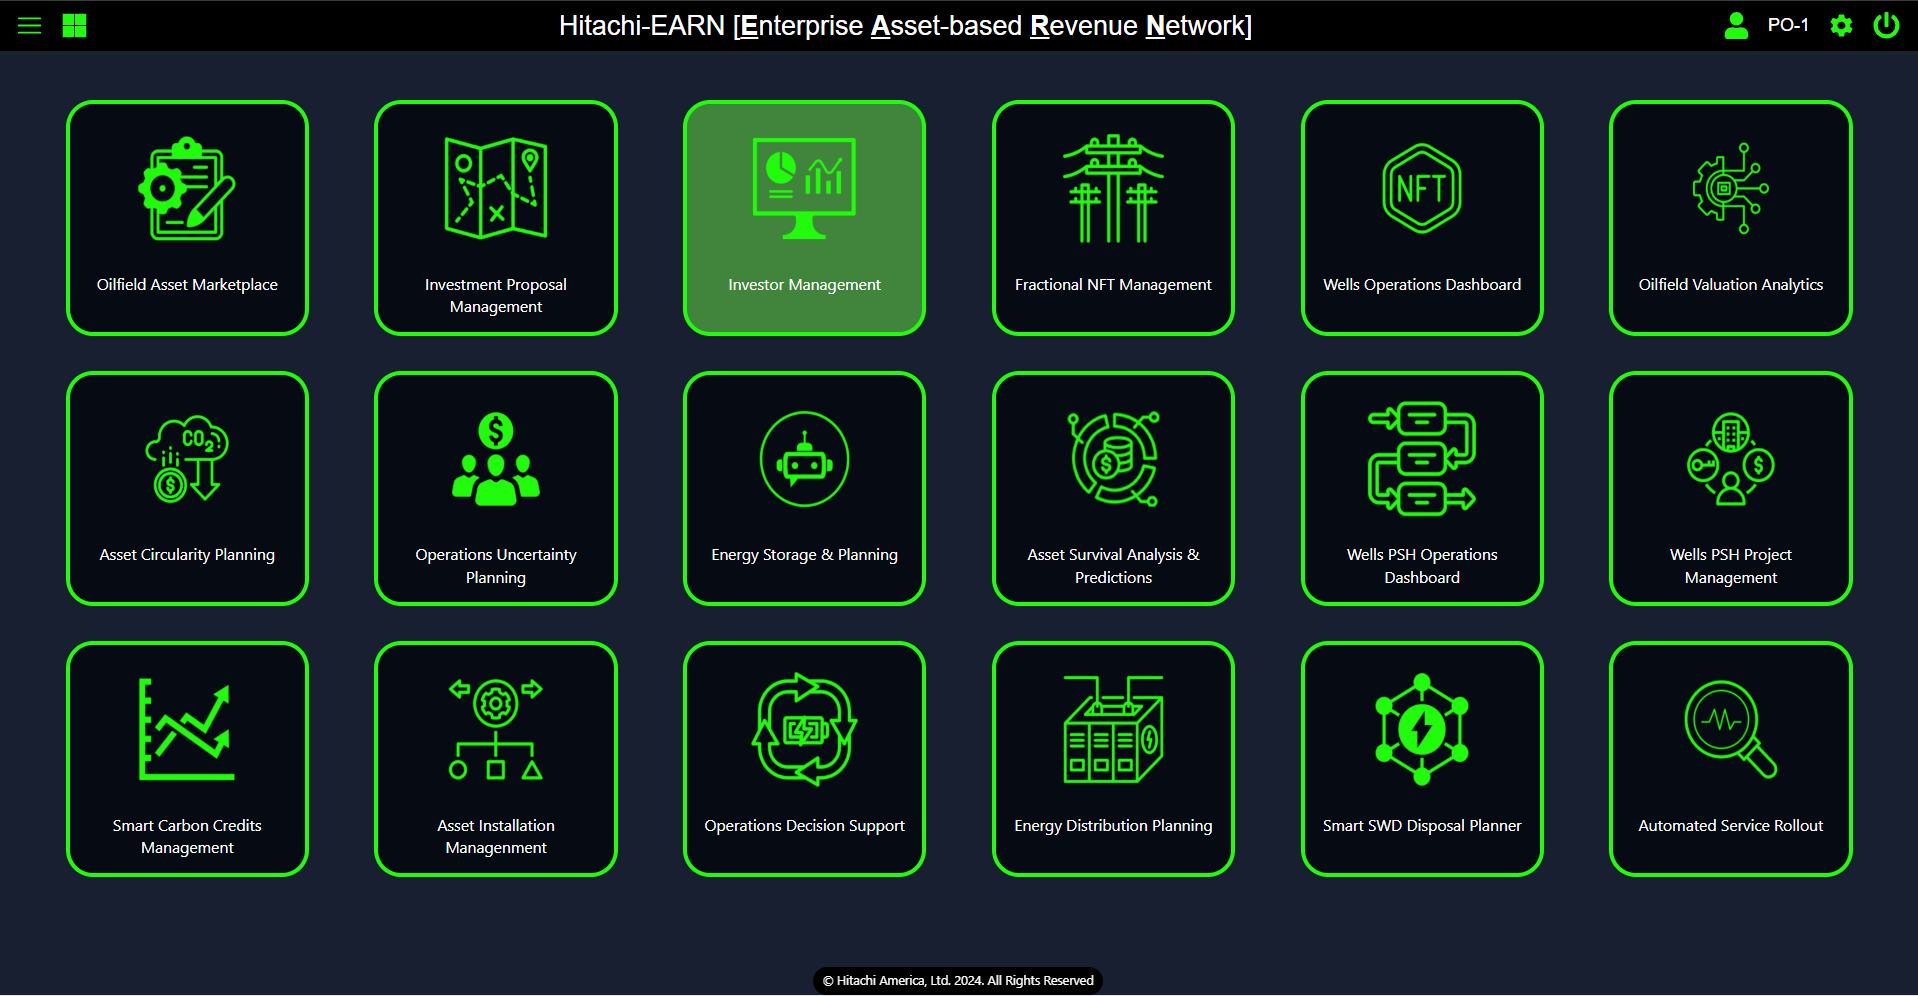 Hitachi-EARN [Enterprise Asset-based Revenue Network]
PO-1
NFT
Oilfield Asset Marketplace
Investment Proposal
Management
Investor Management
Fractional NFT Management
Wells Operations Dashboard
Oilfield Valuation Analytics
CO2
$
$
$
$
Asset Circularity Planning
Operations Uncertainty
Planning
Energy Storage & Planning
Asset Survival Analysis &
Predictions
Wells PSH Operations
Dashboard
Wells PSH Project
Management
Smart Carbon Credits
Management
Asset Installation
Managenment
Operations Decision Support
Energy Distribution Planning
Smart SWD Disposal Planner
Automated Service Rollout
© Hitachi America, Ltd. 2024. All Rights Reserved